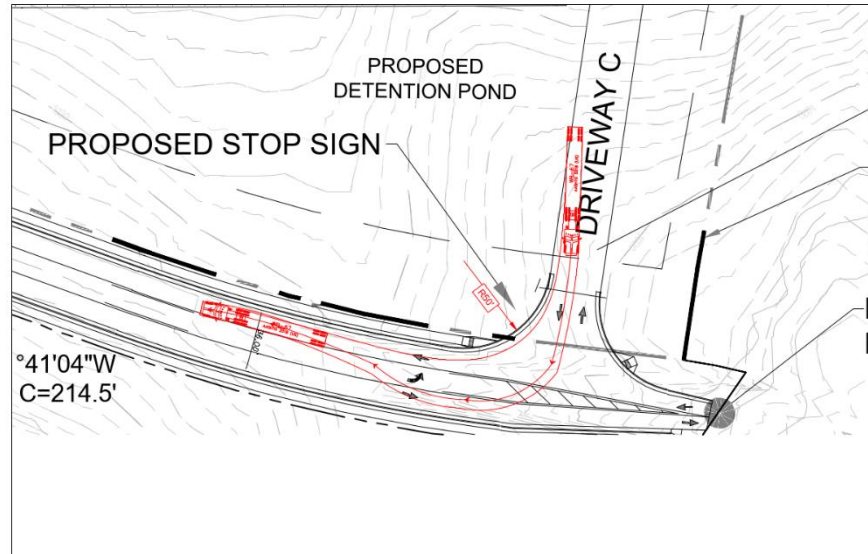 PROPOSED
DETENTION POND
PROPOSED STOP SIGN
DRIVEWAY C
R50'
°41'04"W
C=214.5'